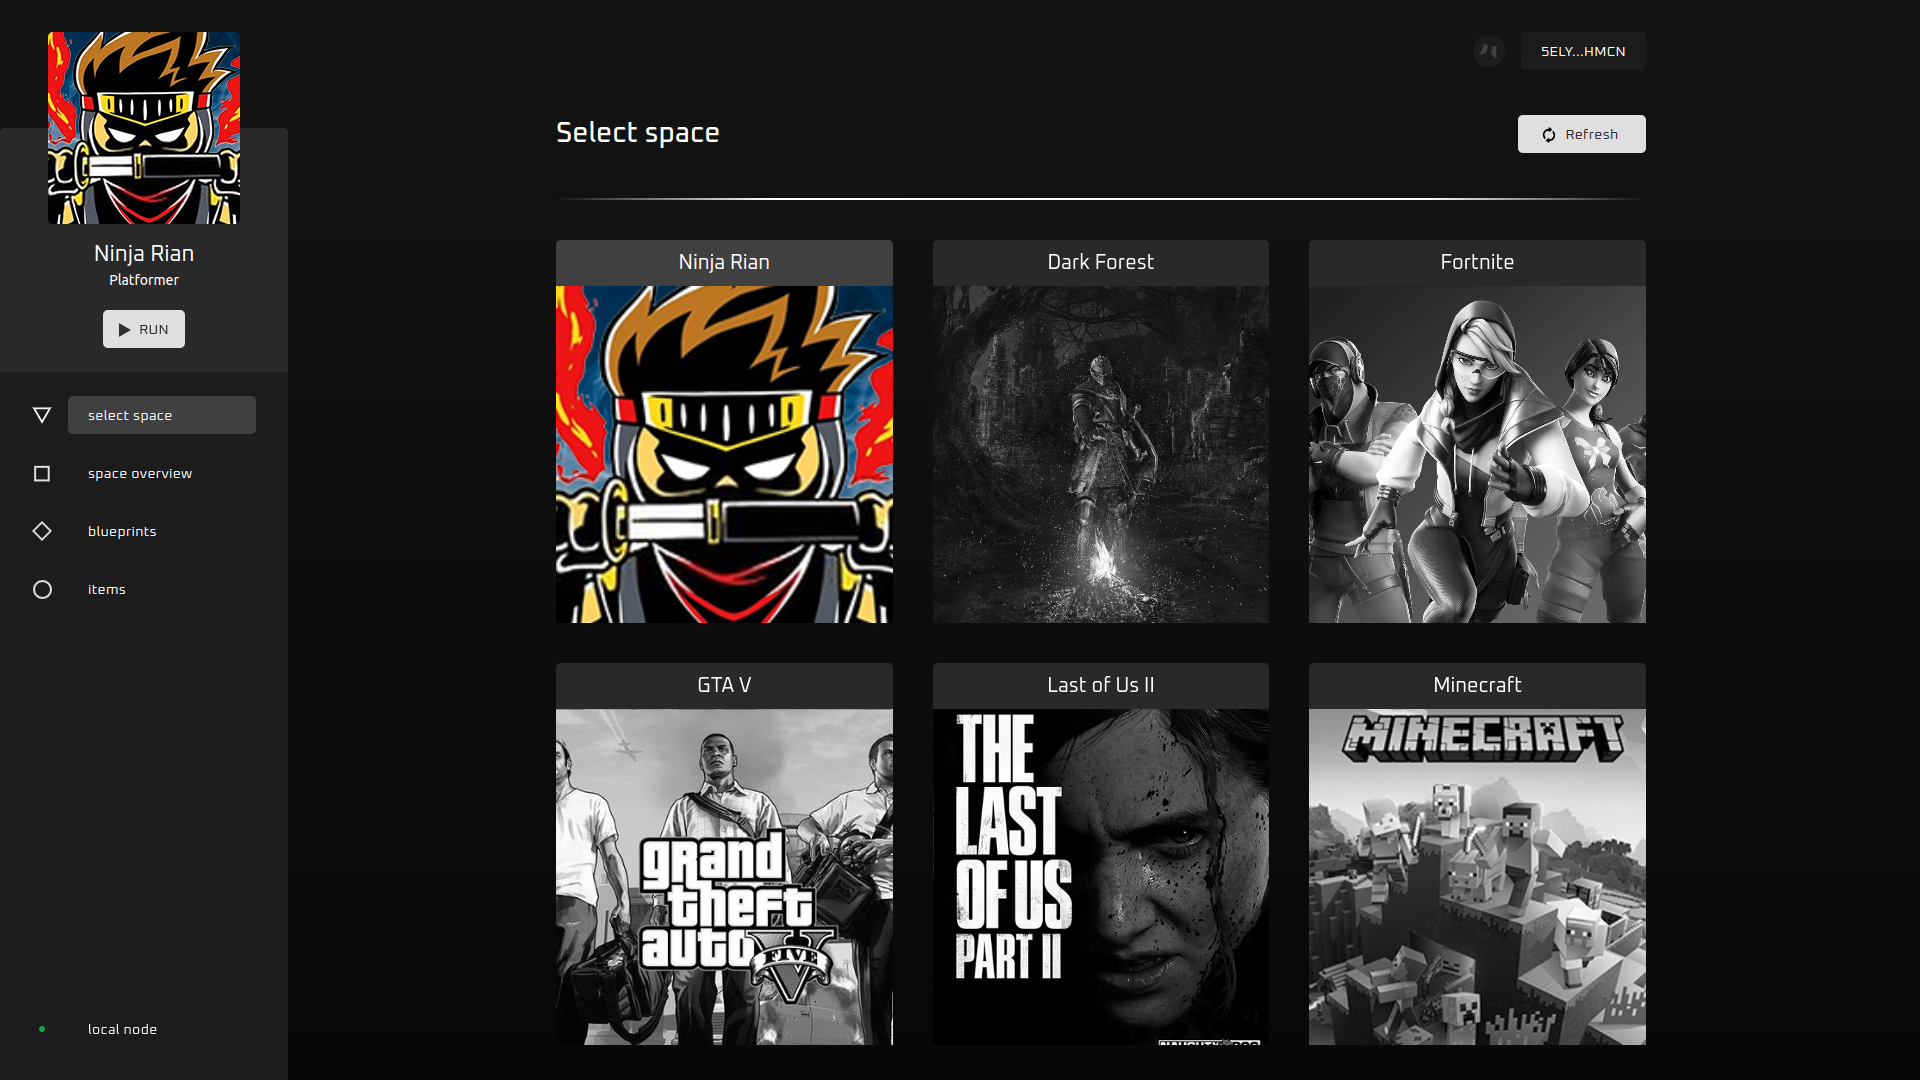 5ELY...HMCN
Select space
Refresh
Ninja Rian
Platformer
RUN
select space
space overview
blueprints
items
local node
Ninja Rian
Dark Forest
Fortnite
GTA V
Last of Us II
Minecraft
grand
theft
auto
FIVE
V
THE
LAST
OF US
PART II
MINECRAFT